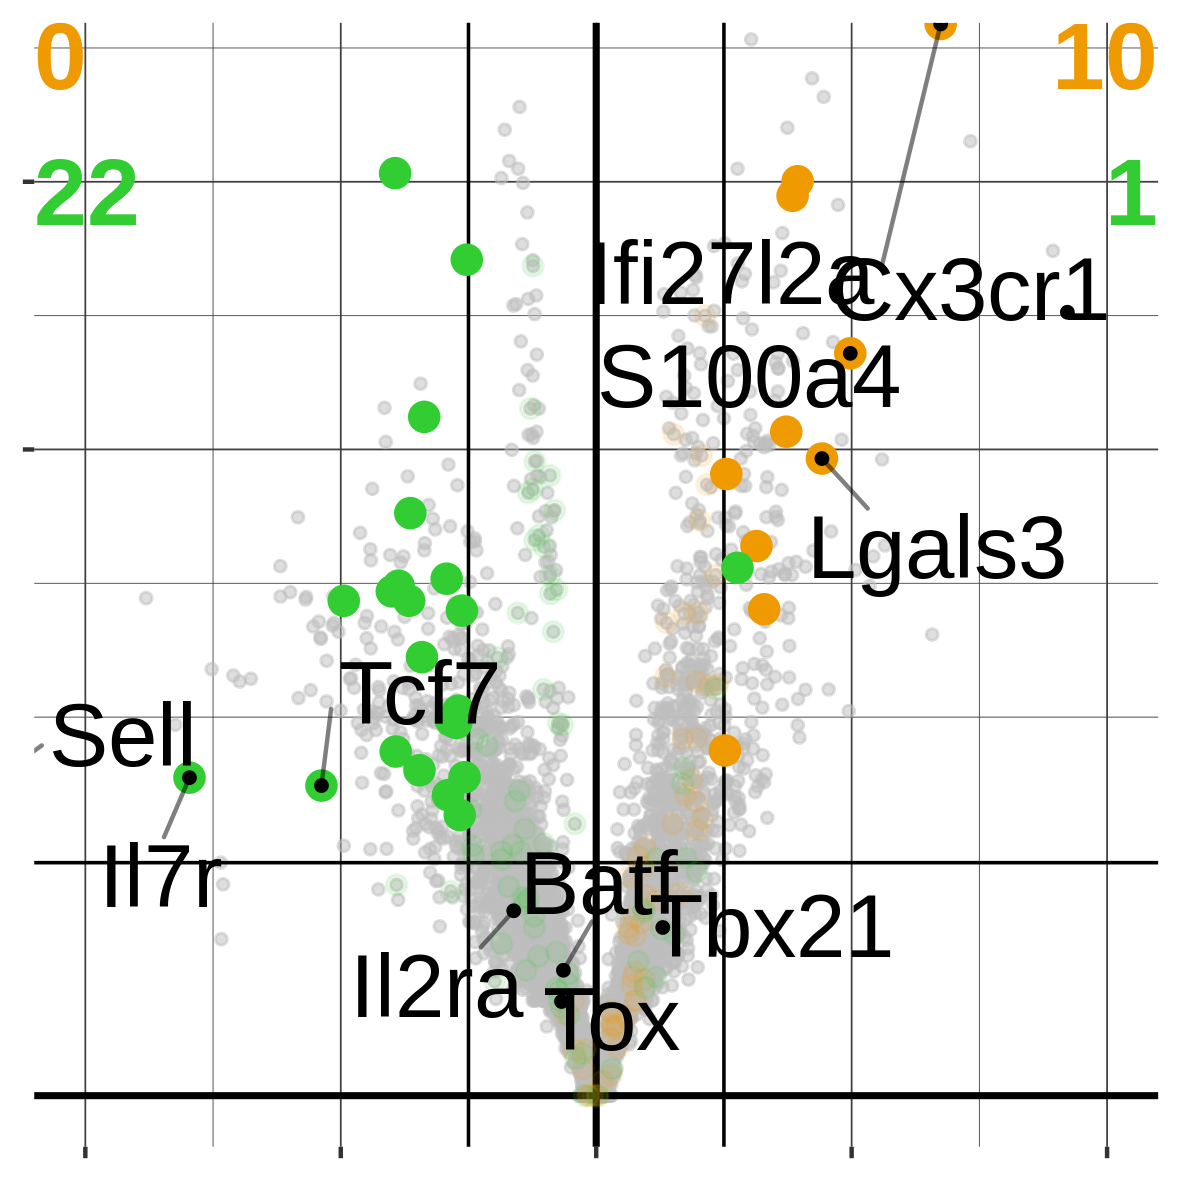 0 10
22 1
Ifi27l2a
Cx3cr1
S100a4
Lgals3
Tcf7
Sell
Il7r
Batf
Tbx21
Il2ra
Tox